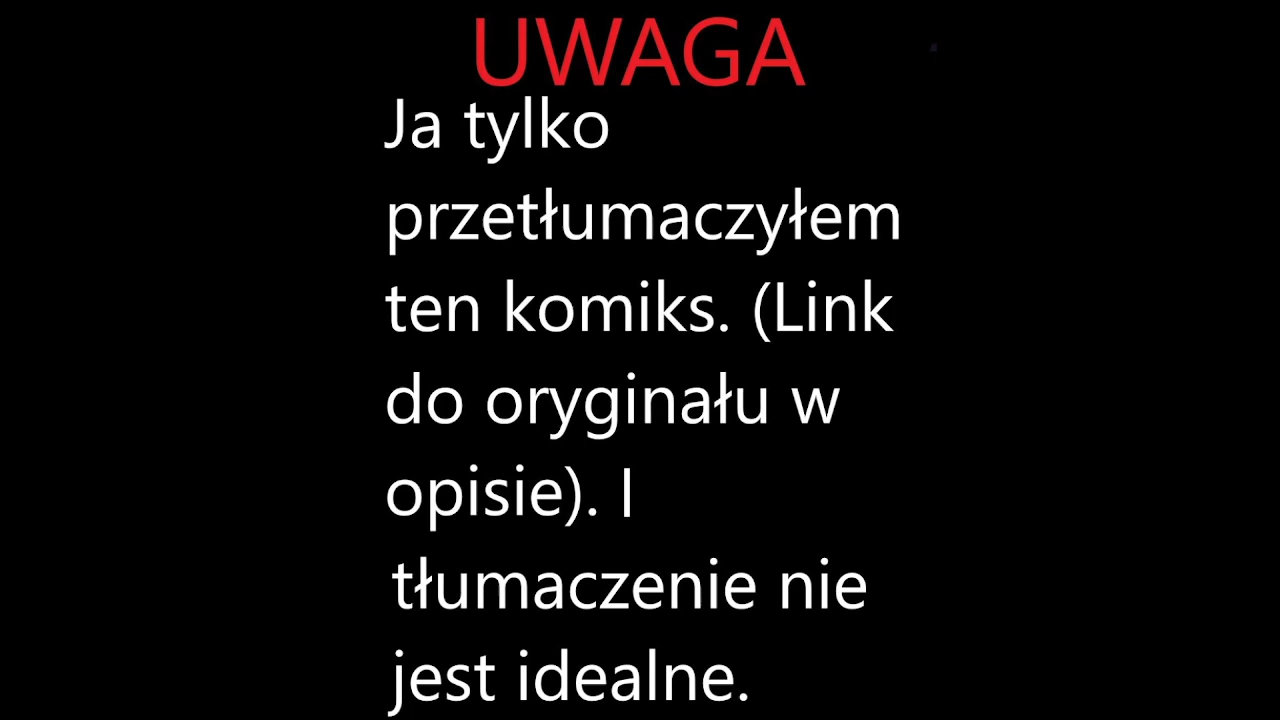 UWAGA
Ja tylko
przetłumaczyłem
ten komiks. (Link
do oryginału w
opisie). I
tłumaczenie nie
jest idealne.